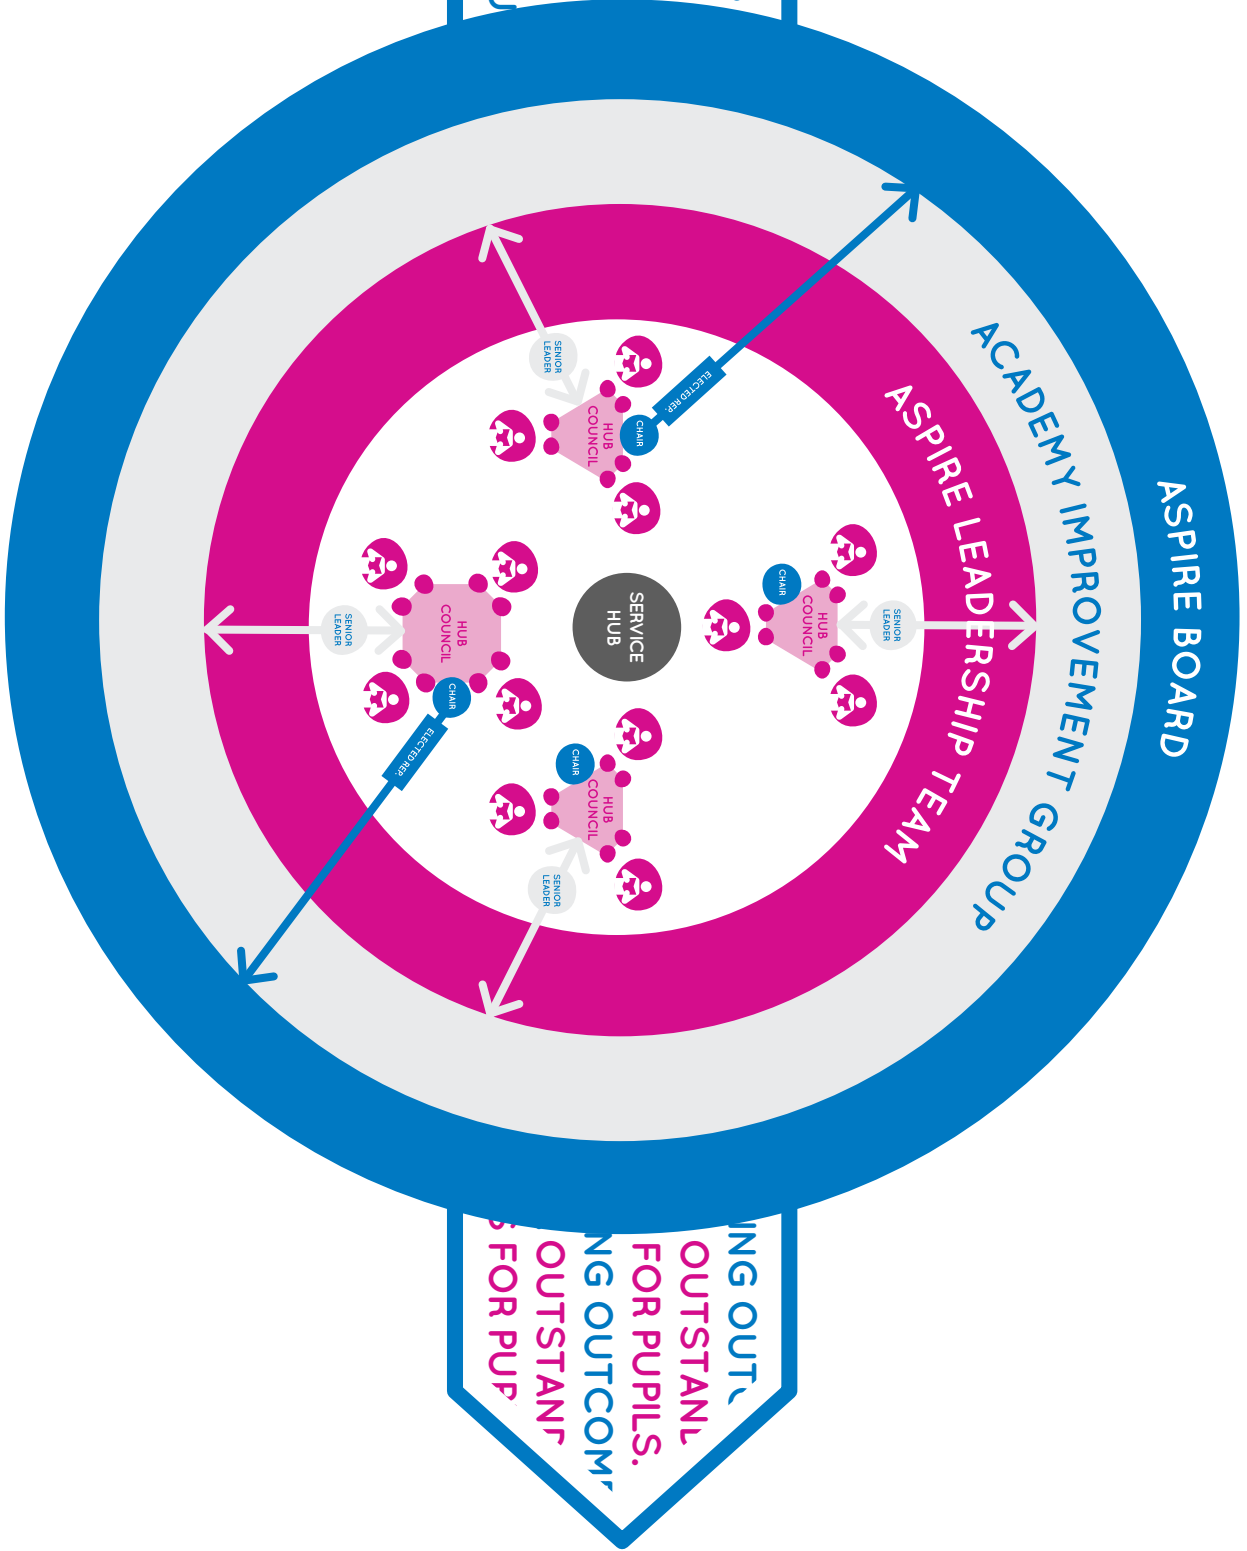 ASPIRE BOARD
ACADEMY IMPROVEMENT GROUP
ASPIRE LEADERSHIP TEAM
SENIOR
LEADER
HUB
COUNCIL
CHAIR
ELECTED REP.
CHAIR
HUB
COUNCIL
SENIOR
LEADER
SERVICE
HUB
HUB
COUNCIL
CHAIR
SENIOR
LEADER
HUB
COUNCIL
CHAIR
ELECTED REP.
SENIOR
LEADER
ING OUT
OUTSTAN
FOR PUPILS.
NG OUTCOM
OUTSTAN
S FOR PUP